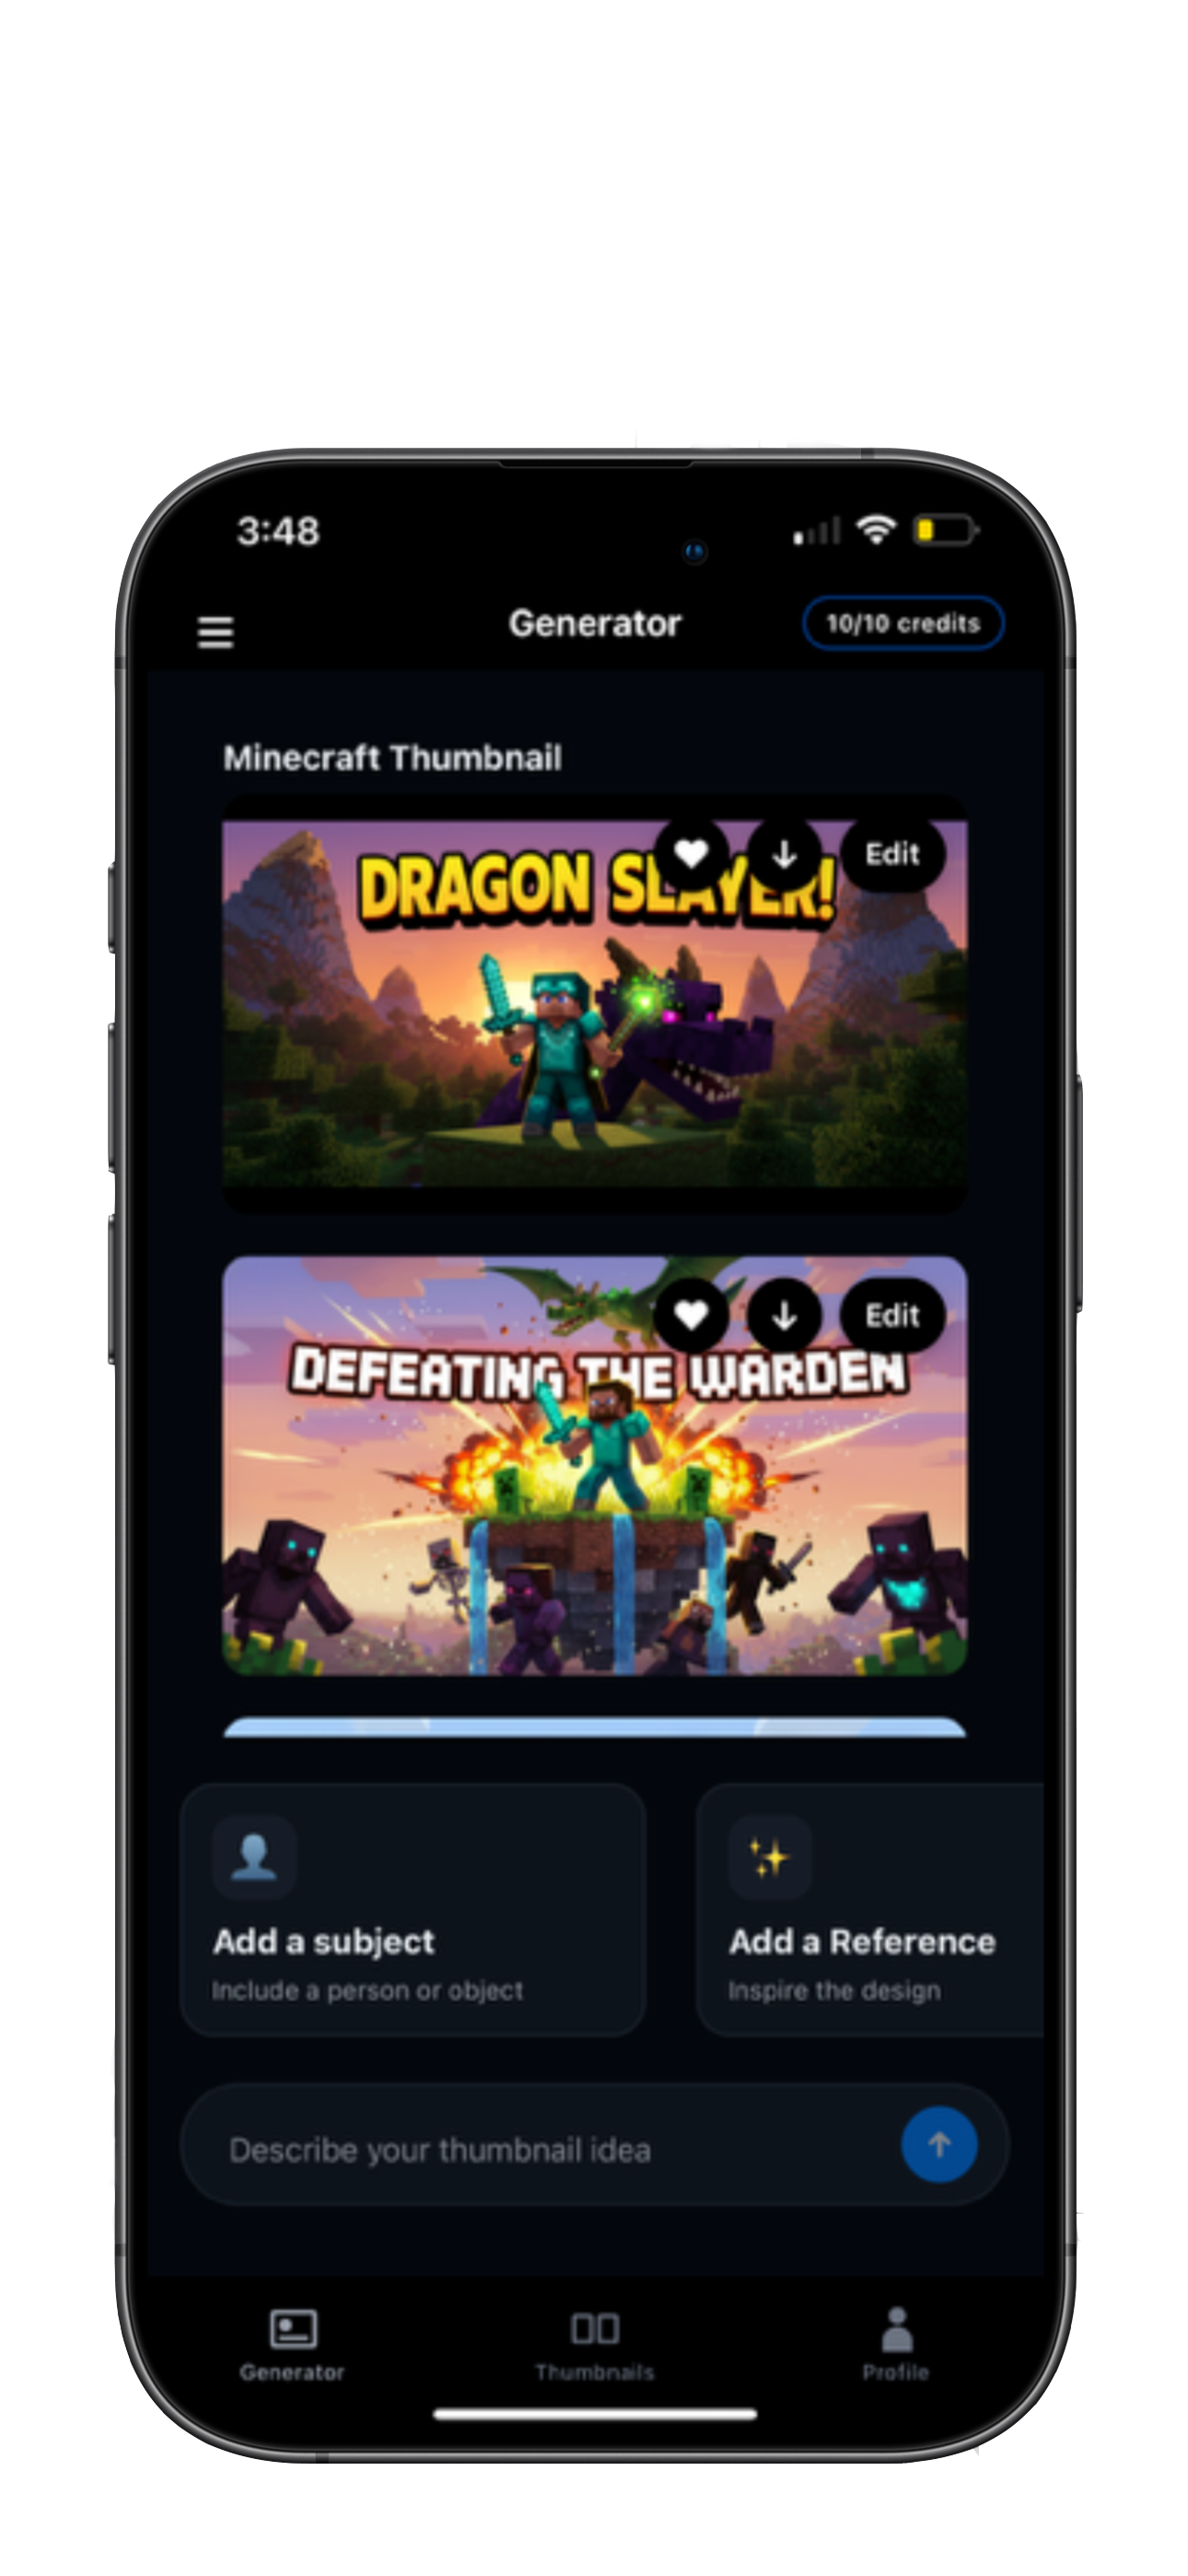 3:48
Generator
10/10 credits
Minecraft Thumbnail
DRAGON SLAYER!
Edit
Edit
DEFEATING THE WARDEN
Add a subject
Include a person or object
Add a Reference
Inspire the design
Describe your thumbnail idea
Generator
Thumbnails
Profile